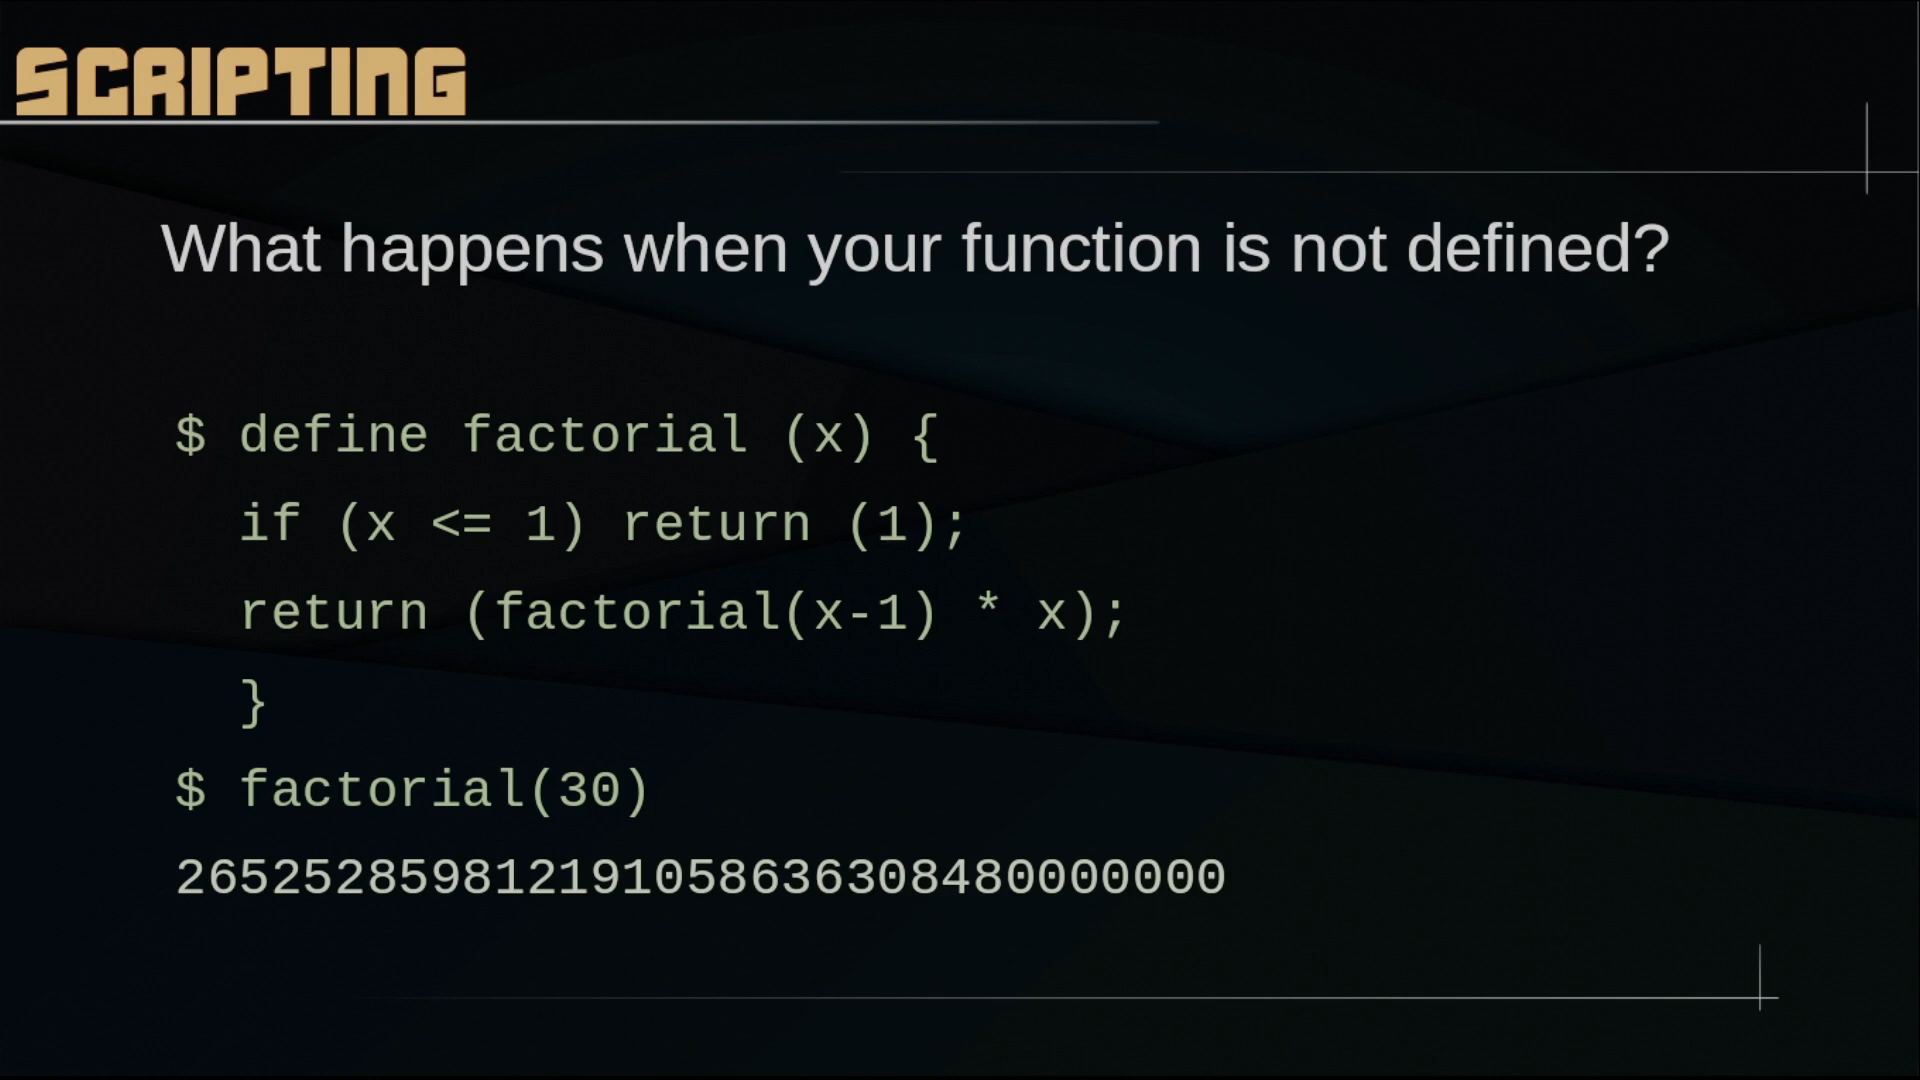 SCRIPTING
What happens when your function is not defined?
$ define factorial (x) {
if (x <= 1) return (1);
return (factorial(x-1) * x);
}
$ factorial(30)
265252859812191058636308480000000